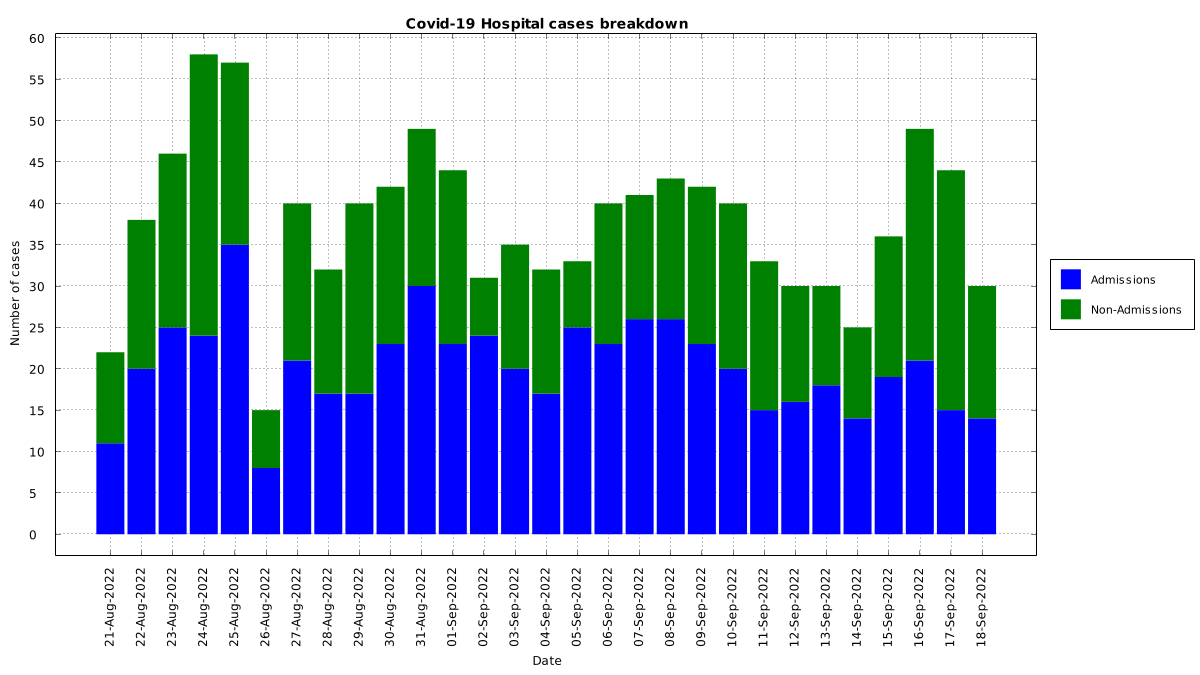 Covid-19 Hospital cases breakdown
60
55
50
45
40
35
30
25
20
15
10
5
0
Number of cases
Admissions
Non-Admissions
21-Aug-2022
22-Aug-2022
23-Aug-2022
24-Aug-2022
25-Aug-2022
26-Aug-2022
27-Aug-2022
28-Aug-2022
29-Aug-2022
30-Aug-2022
31-Aug-2022
01-Sep-2022
02-Sep-2022
03-Sep-2022
04-Sep-2022
05-Sep-2022
06-Sep-2022
07-Sep-2022
08-Sep-2022
09-Sep-2022
10-Sep-2022
11-Sep-2022
12-Sep-2022
13-Sep-2022
14-Sep-2022
15-Sep-2022
16-Sep-2022
17-Sep-2022
18-Sep-2022
Date